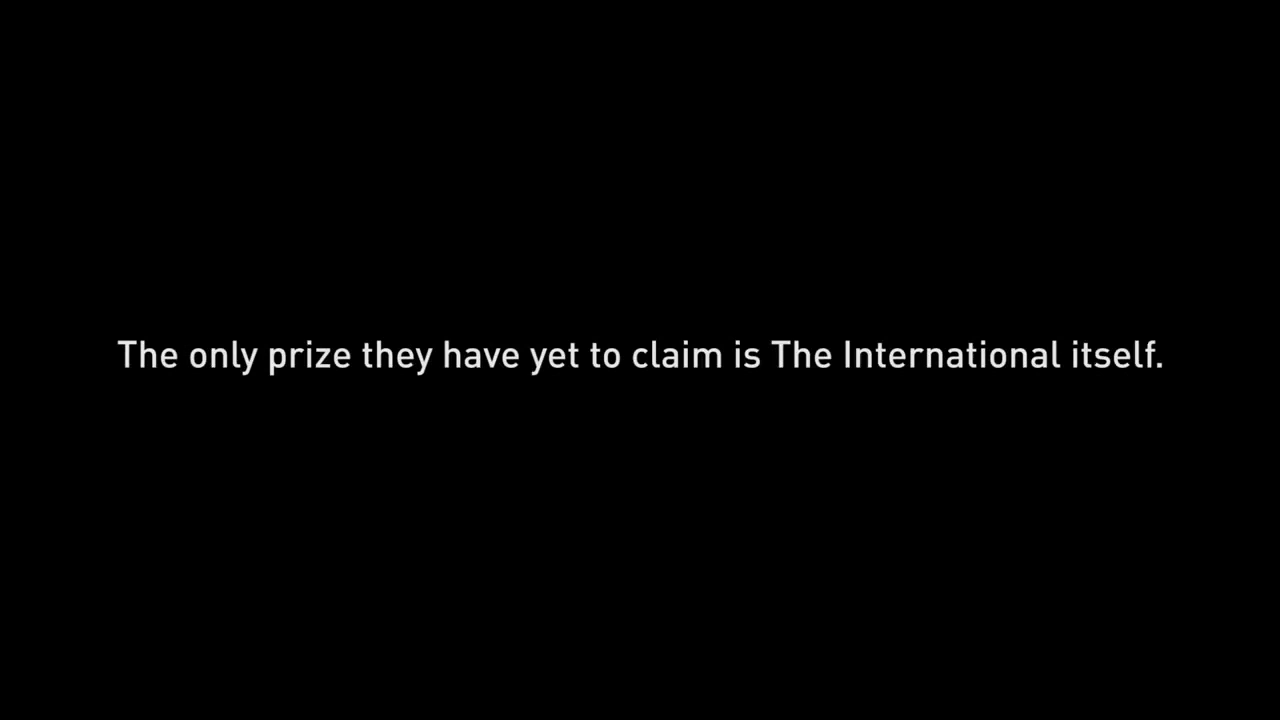 The only prize they have yet to claim is The International itself.